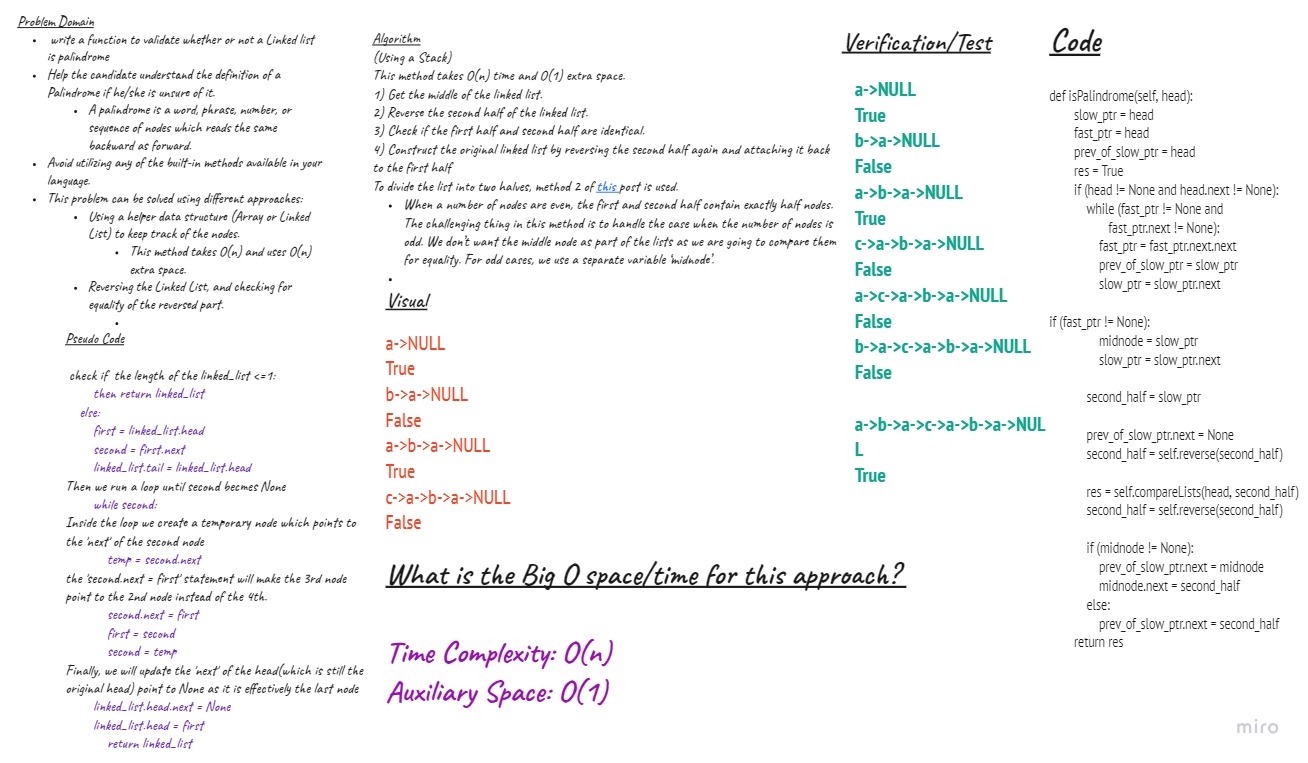 Problem Domain
write a function to validate whether or not a Linked list
is palindrome
Help the candidate understand the definition of a
Palindrome if he/she is unsure of it.
A palindrome is a word, phrase, number, or
sequence of nodes which reads the same
backward as forward.
Avoid utilizing any of the built-in methods available in your
language.
This problem can be solved using different approaches:
Using a helper data structure (Array or Linked
List) to keep track of the nodes.
This method takes O(n) and uses O(n)
extra space.
Reversing the Linked List, and checking for
equality of the reversed part.
Pseudo Code
check if the length of the linked_list <=1:
then return linked_list
else:
first = linked_list.head
second = first.next
linked_list.tail = linked_list.head
Then we run a loop until second becmes None
while second:
Inside the loop we create a temporary node which points to
the 'next' of the second node
temp = second.next
the 'second.next = first' statement will make the 3rd node
point to the 2nd node instead of the 4th.
second.next = first
first = second
second = temp
Finally, we will update the 'next' of the head(which is still the
original head) point to None as it is effectively the last node
linked_list.head.next = None
linked_list.head = first
return linked_list
Algorithm
(Using a Stack)
This method takes O(n) time and O(1) extra space.
1) Get the middle of the linked list.
2) Reverse the second half of the linked list.
3) Check if the first half and second half are identical.
4) Construct the original linked list by reversing the second half again and attaching it back
to the first half
To divide the list into two halves, method 2 of this post is used.
When a number of nodes are even, the first and second half contain exactly half nodes.
The challenging thing in this method is to handle the case when the number of nodes is
odd. We don't want the middle node as part of the lists as we are going to compare them
for equality. For odd cases, we use a separate variable 'midnode'.
Visual
a->NULL
True
b->a->NULL
False
a->b->a->NULL
True
c->a->b->a->NULL
False
What is the Big O space/time for this approach?
Time Complexity: O(n)
Auxiliary Space: O(1)
Verification/Test
a->NULL
True
b->a->NULL
False
a->b->a->NULL
True
c->a->b->a->NULL
False
a->c->a->b->a->NULL
False
b->a->c->a->b->a->NULL
False
a->b->a->c->a->b->a->NUL
L
True
Code
def isPalindrome(self, head):
slow_ptr = head
fast_ptr = head
prev_of_slow_ptr = head
res = True
if (head != None and head.next != None):
while (fast_ptr != None and
fast_ptr.next != None):
fast_ptr = fast_ptr.next.next
prev_of_slow_ptr = slow_ptr
slow_ptr = slow_ptr.next
if (fast_ptr != None):
midnode = slow_ptr
slow_ptr = slow_ptr.next
second_half = slow_ptr
prev_of_slow_ptr.next = None
second_half = self.reverse(second_half)
res = self.compareLists(head, second_half)
second_half = self.reverse(second_half)
if (midnode != None):
prev_of_slow_ptr.next = midnode
midnode.next = second_half
else:
prev_of_slow_ptr.next = second_half
return res
miro